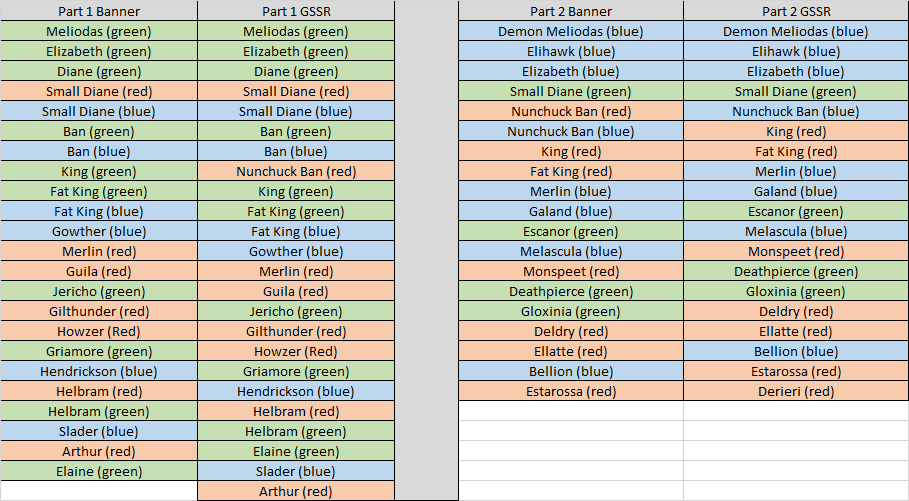 Part 1 Banner Part 1 GSSR Part 2 Banner Part 2 GSSR
Meliodas (green) Meliodas (green) Demon Meliodas (blue) Demon Meliodas (blue)
Elizabeth (green) Elizabeth (green) Elihawk (blue) Elihawk (blue)
Diane (green) Diane (green) Elizabeth (blue) Elizabeth (blue)
Small Diane (red) Small Diane (red) Small Diane (green) Small Diane (green)
Small Diane (blue) Small Diane (blue) Nunchuck Ban (red) Nunchuck Ban (blue)
Ban (green) Ban (green) Nunchuck Ban (blue) King (red)
Ban (blue) Ban (blue) King (red) Fat King (red)
King (green) Nunchuck Ban (red) Fat King (red) Merlin (blue)
Fat King (green) King (green) Merlin (blue) Galand (blue)
Fat King (blue) Fat King (green) Galand (blue) Escanor (green)
Gowther (blue) Fat King (blue) Escanor (green) Melascula (blue)
Merlin (red) Gowther (blue) Melascula (blue) Monspeet (red)
Guila (red) Merlin (red) Monspeet (red) Deathpierce (green)
Jericho (green) Guila (red) Deathpierce (green) Gloxinia (green)
Gilthunder (red) Jericho (green) Gloxinia (green) Deldry (red)
Howzer (Red) Gilthunder (red) Deldry (red) Ellatte (red)
Griamore (green) Howzer (Red) Ellatte (red) Bellion (blue)
Hendrickson (blue) Griamore (green) Bellion (blue) Estarossa (red)
Helbram (red) Hendrickson (blue) Estarossa (red) Derieri (red)
Helbram (green) Helbram (red)
Slader (blue) Helbram (green)
Arthur (red) Elaine (green)
Elaine (green) Slader (blue)
Arthur (red)